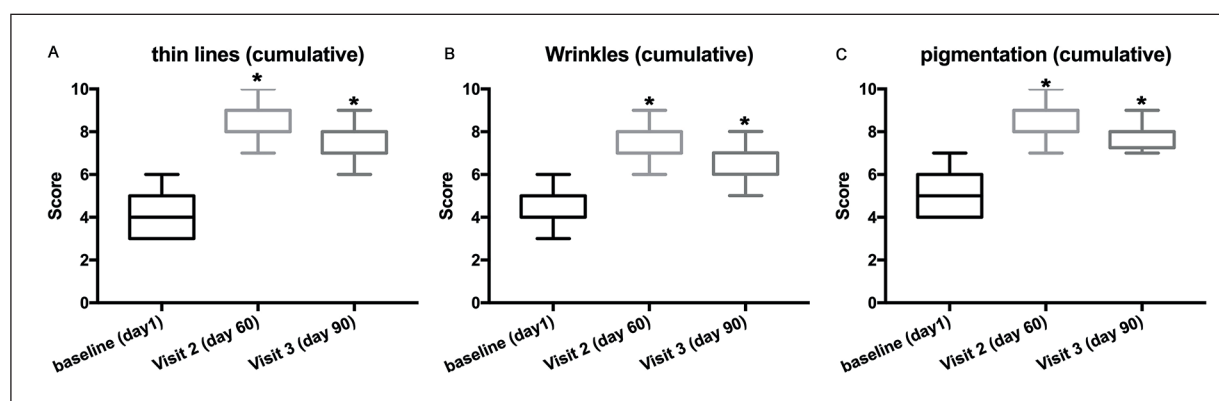 A
thin lines (cumulative)
Score
10
8
6
4
2
0
*
*
baseline (day1)
Visit 2 (day 60)
Visit 3 (day 90)
B
Wrinkles (cumulative)
Score
10
8
6
4
2
0
*
*
baseline (day1)
Visit 2 (day 60)
Visit 3 (day 90)
C
pigmentation (cumulative)
Score
10
8
6
4
2
0
*
*
baseline (day1)
Visit 2 (day 60)
Visit 3 (day 90)